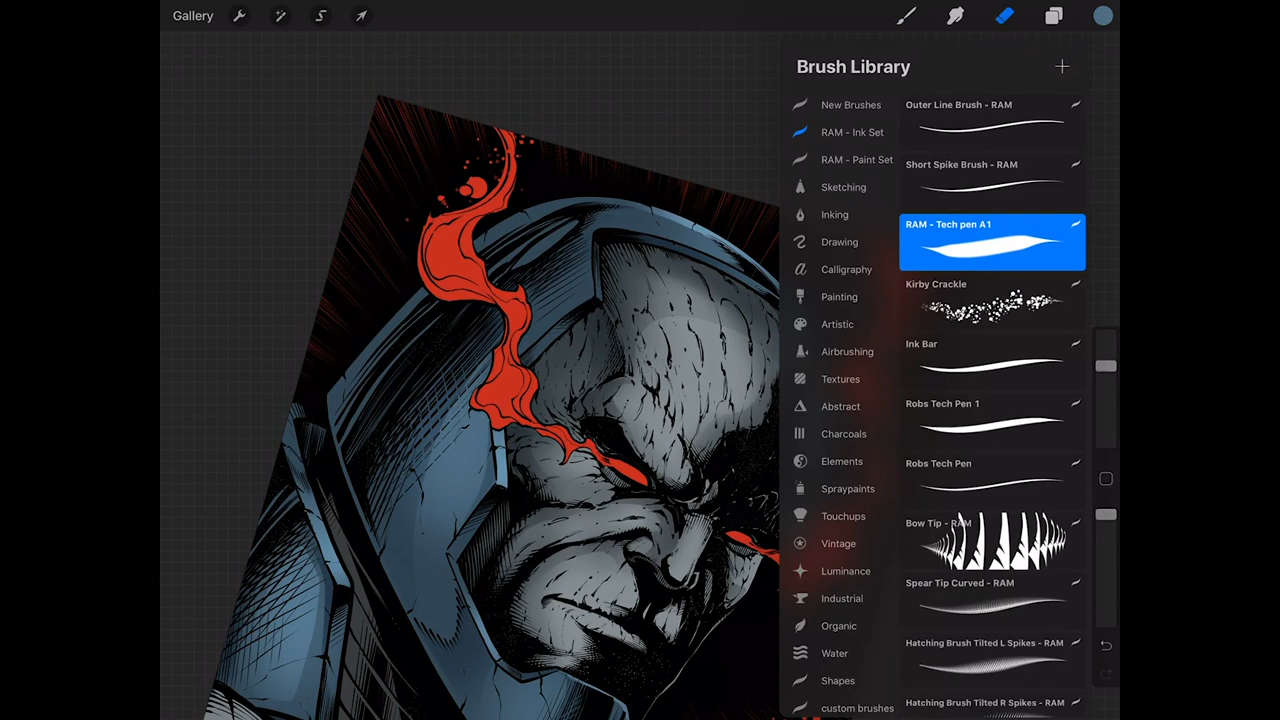 Gallery
Brush Library
New Brushes
RAM - Ink Set
RAM - Paint Set
Sketching
Inking
Drawing
Calligraphy
Painting
Artistic
Airbrushing
Textures
Abstract
Charcoals
Elements
Spraypaints
Touchups
Vintage
Luminance
Industrial
Organic
Water
Shapes
custom brushes
Outer Line Brush - RAM
Short Spike Brush - RAM
RAM - Tech pen A1
Kirby Crackle
Ink Bar
Robs Tech Pen 1
Robs Tech Pen
Bow Tip - RAM
Spear Tip Curved - RAM
Hatching Brush Tilted L Spikes - RAM
Hatching Brush Tilted R Spikes - RAM